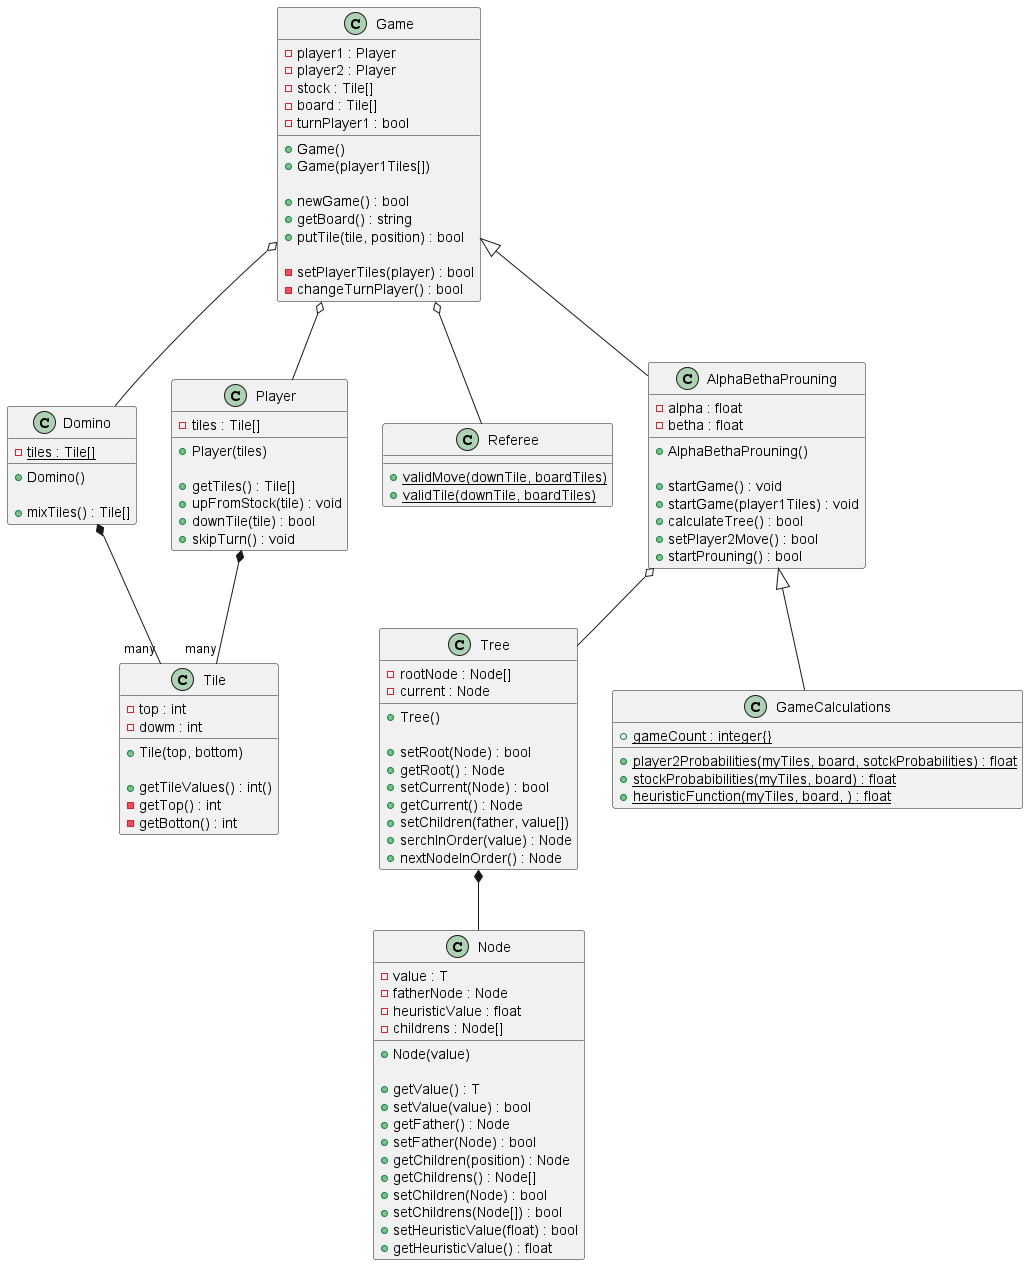 C Game
player1 : Player
player2 : Player
stock : Tile[]
board : Tile[]
turnPlayer1 : bool
Game()
Game(player1Tiles[])
newGame() : bool
getBoard() : string
putTile(tile, position) : bool
setPlayerTiles(player) : bool
changeTurnPlayer() : bool
C Domino
tiles : Tile[]
Domino()
mixTiles() : Tile[]
C Player
tiles : Tile[]
Player(tiles)
getTiles() : Tile[]
upFromStock(tile) : void
downTile(tile) : bool
skipTurn() : void
C Referee
validMove(downTile, boardTiles)
validTile(downTile, boardTiles)
C AlphaBethaProuning
alpha : float
betha : float
AlphaBethaProuning()
startGame() : void
startGame(player1Tiles) : void
calculateTree() : bool
setPlayer2Move() : bool
startProuning() : bool
many
many
C Tile
top : int
dowm : int
Tile(top, bottom)
getTileValues() : int()
getTop() : int
getBotton() : int
C Tree
rootNode : Node[]
current : Node
Tree()
setRoot(Node) : bool
getRoot() : Node
setCurrent(Node) : bool
getCurrent() : Node
setChildren(father, value[])
serchInOrder(value) : Node
nextNodeInOrder() : Node
C GameCalculations
gameCount : integer{}
player2Probabilities(myTiles, board, sotckProbabilities) : float
stockProbabibilities(myTiles, board) : float
heuristicFunction(myTiles, board, ) : float
C Node
value : T
fatherNode : Node
heuristicValue : float
childrens : Node[]
Node(value)
getValue() : T
setValue(value) : bool
getFather() : Node
setFather(Node) : bool
getChildren(position) : Node
getChildrens() : Node[]
setChildren(Node) : bool
setChildrens(Node[]) : bool
setHeuristicValue(float) : bool
getHeuristicValue() : float